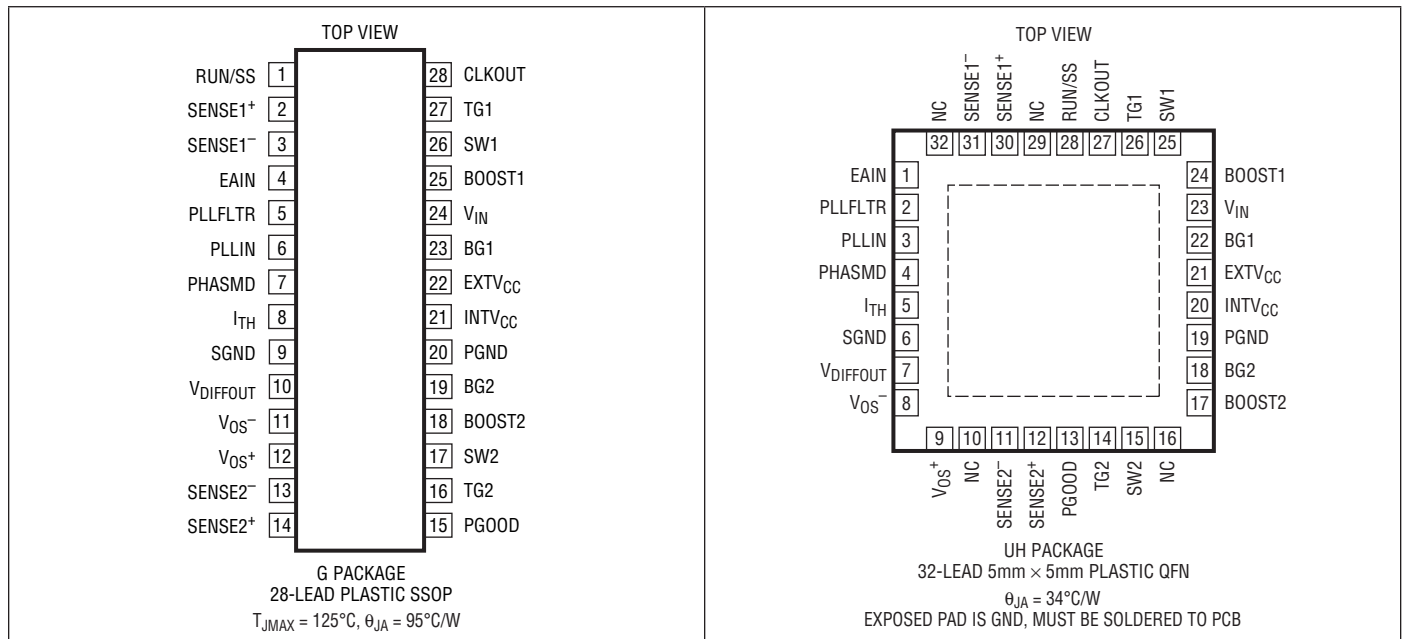 TOP VIEW
RUN/SS 1
SENSE1+ 2
SENSE1– 3
EAIN 4
PLLFLTR 5
PLLIN 6
PHASMD 7
ITH 8
SGND 9
VDIFFOUT 10
VOS– 11
VOS+ 12
SENSE2– 13
SENSE2+ 14
28 CLKOUT
27 TG1
26 SW1
25 BOOST1
24 VIN
23 BG1
22 EXTVCC
21 INTVCC
20 PGND
19 BG2
18 BOOST2
17 SW2
16 TG2
15 PGOOD
G PACKAGE
28-LEAD PLASTIC SSOP
TJMAX = 125°C, θJA = 95°C/W
TOP VIEW
NC SENSE1– SENSE1+ NC RUN/SS CLKOUT TG1 SW1
32 31 30 29 28 27 26 25
EAIN 1
PLLFLTR 2
PLLIN 3
PHASMD 4
ITH 5
SGND 6
VDIFFOUT 7
VOS– 8
24 BOOST1
23 VIN
22 BG1
21 EXTVCC
20 INTVCC
19 PGND
18 BG2
17 BOOST2
9 10 11 12 13 14 15 16
VOS+ NC SENSE2– SENSE2+ PGOOD TG2 SW2 NC
UH PACKAGE
32-LEAD 5mm × 5mm PLASTIC QFN
θJA = 34°C/W
EXPOSED PAD IS GND, MUST BE SOLDERED TO PCB